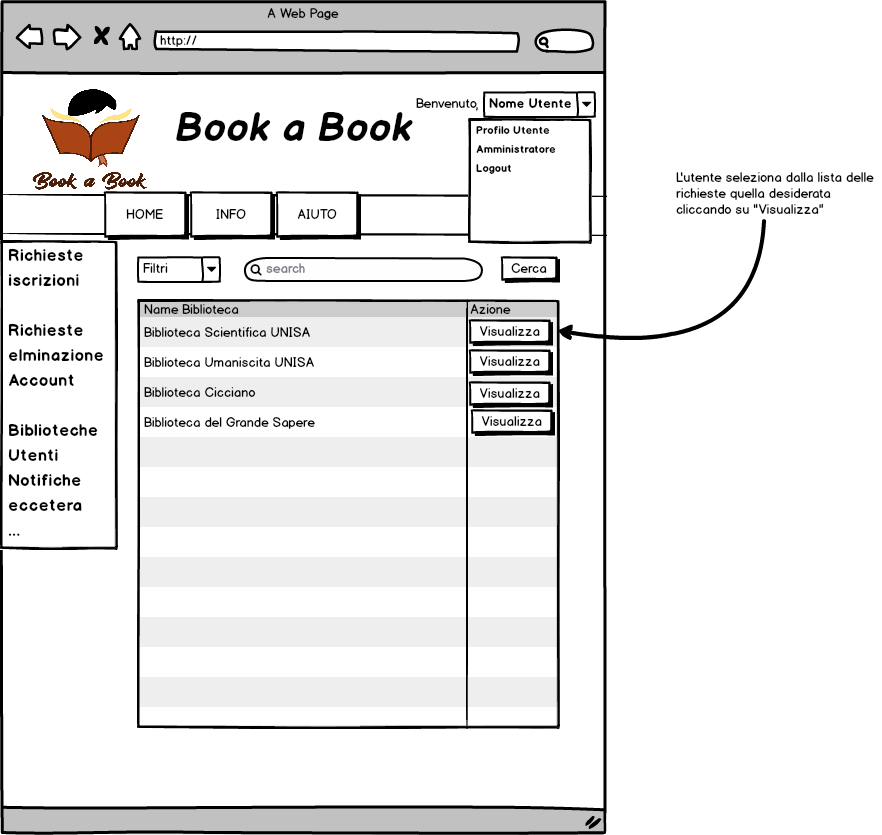 A Web Page
http://
Benvenuto, Nome Utente
Profilo Utente
Amministratore
Logout
Book a Book
Book a Book
HOME INFO AIUTO
L'utente seleziona dalla lista delle
richieste quella desiderata
cliccando su "Visualizza"
Richieste
iscrizioni
Richieste
elminazione
Account
Biblioteche
Utenti
Notifiche
eccetera
...
Filtri search Cerca
Name Biblioteca Azione
Biblioteca Scientifica UNISA Visualizza
Biblioteca Umaniscita UNISA Visualizza
Biblioteca Cicciano Visualizza
Biblioteca del Grande Sapere Visualizza